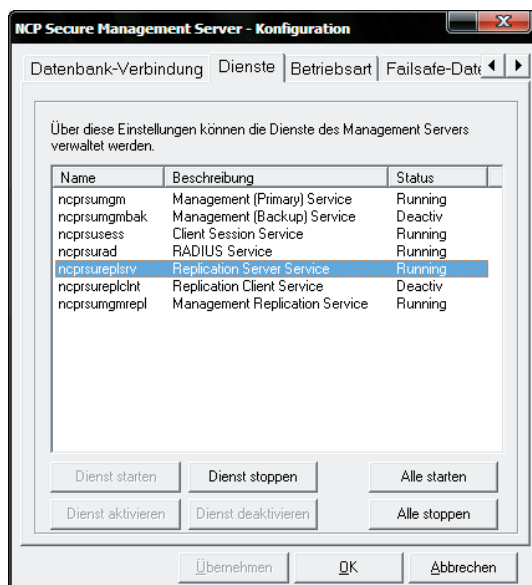 NCP Secure Management Server - Konfiguration
Datenbank-Verbindung Dienste Betriebsart Failsafe-Date
Über diese Einstellungen können die Dienste des Management Servers
verwaltet werden.
Name Beschreibung Status
ncprsumgm Management (Primary) Service Running
ncprsumgmbak Management (Backup) Service Deactiv
ncprsusess Client Session Service Running
ncprsurad RADIUS Service Running
ncprsureplsrv Replication Server Service Running
ncprsureplclnt Replication Client Service Deactiv
ncprsumgmrepl Management Replication Service Running
Dienst starten Dienst stoppen Alle starten
Dienst aktivieren Dienst deaktivieren Alle stoppen
Übernehmen OK Abbrechen